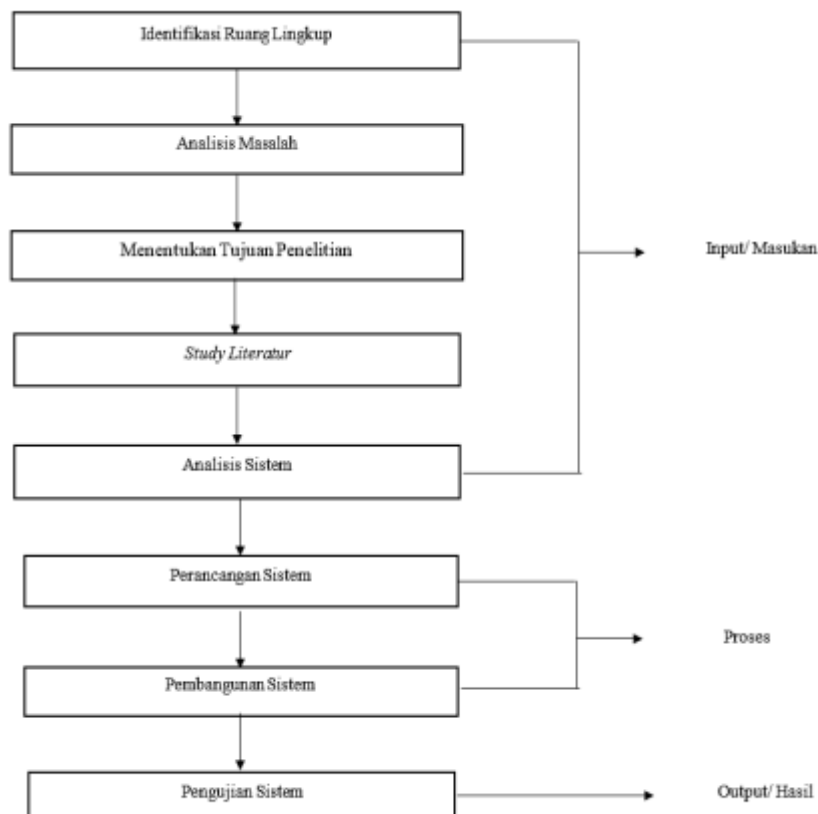 Identifikasi Ruang Lingkup
Analisis Masalah
Menentukan Tujuan Penelitian
Input/ Masukan
Study Literatur
Analisis Sistem
Perancangan Sistem
Proses
Pembangunan Sistem
Pengujian Sistem
Output/ Hasil